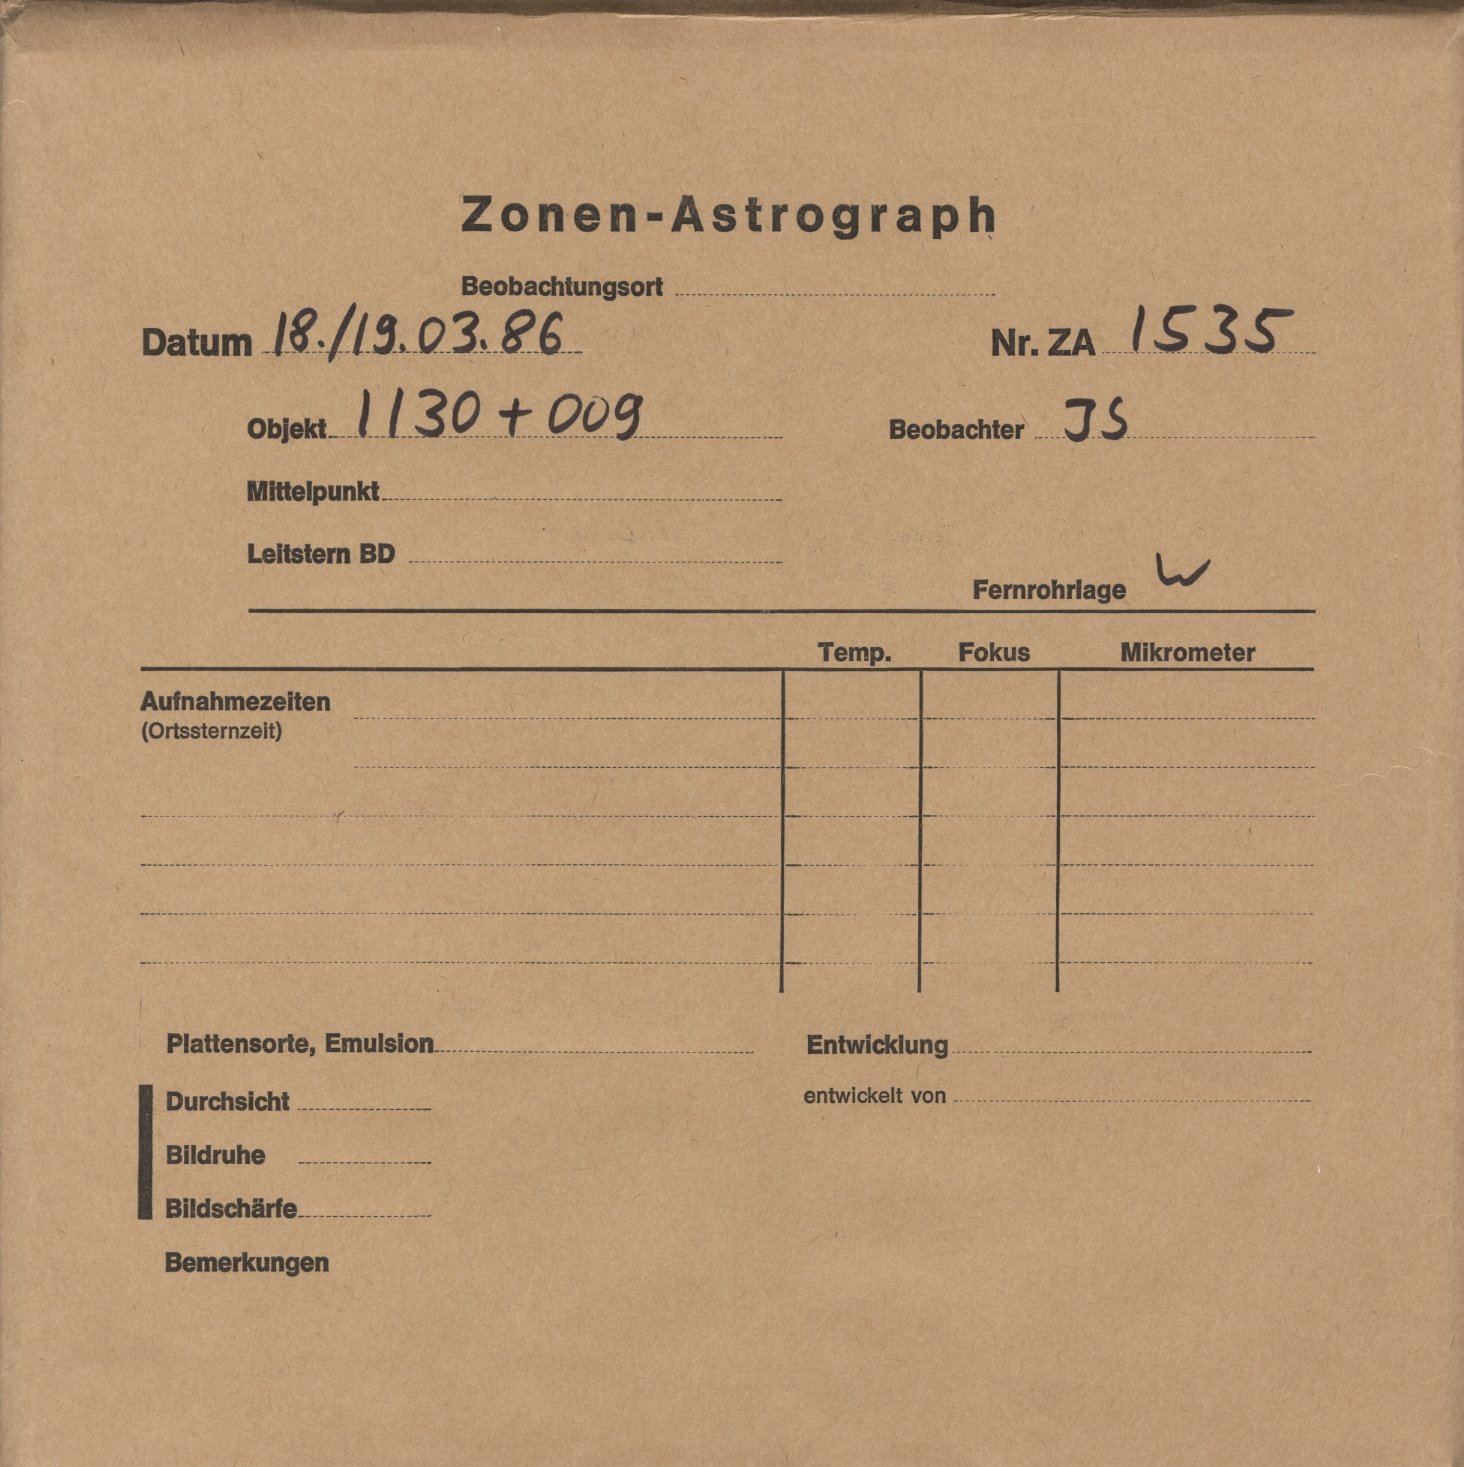 Zonen-Astrograph
Beobachtungsort
Datum 18./19.03.86 Nr. ZA 1535
Objekt 1130+009 Beobachter JS
Mittelpunkt
Leitstern BD
Fernrohrlage W
Temp. Fokus Mikrometer
Aufnahmezeiten
(Ortssternzeit)
Plattensorte, Emulsion Entwicklung
Durchsicht entwickelt von
Bildruhe
Bildschärfe
Bemerkungen